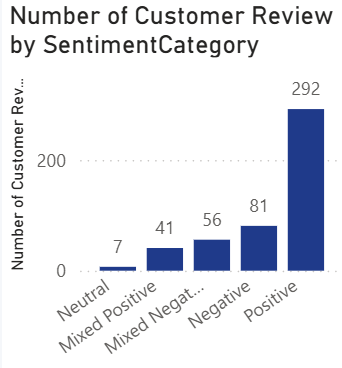 Number of Customer Review
by SentimentCategory
Number of Customer Rev...
292
200
81
56
41
7
0
Neutral
Mixed Positive
Mixed Negat...
Negative
Positive